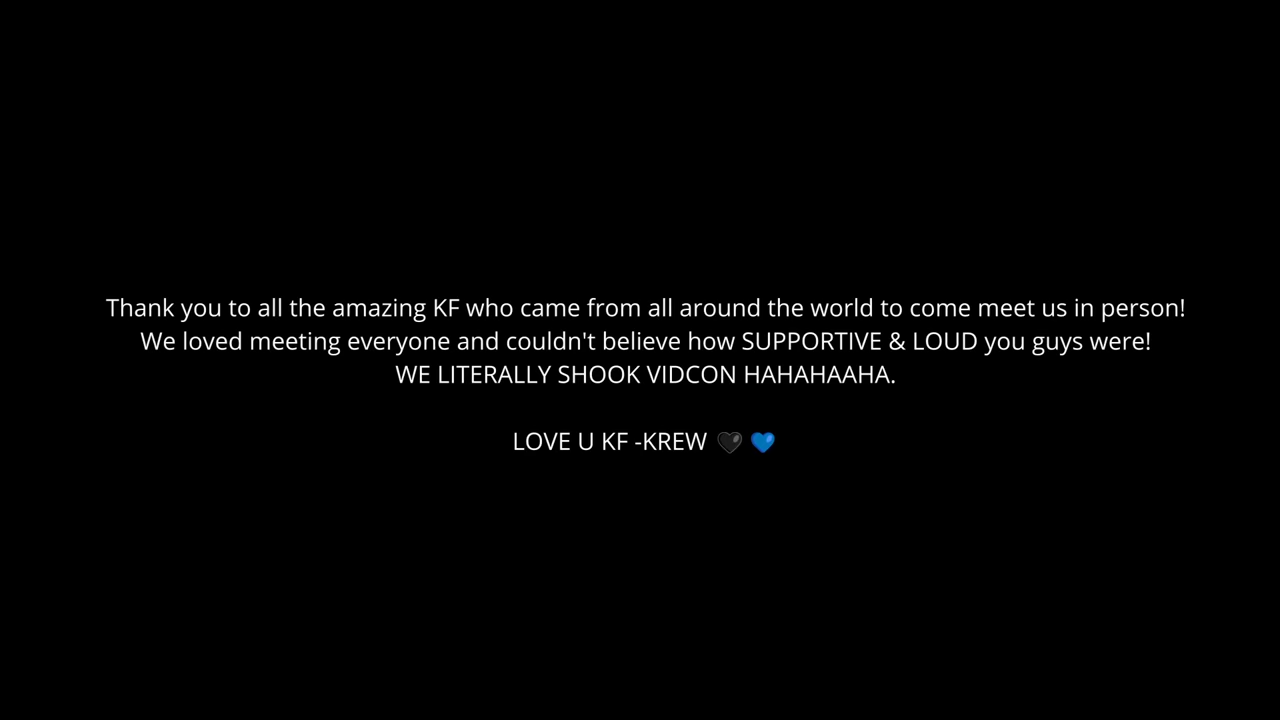 Thank you to all the amazing KF who came from all around the world to come meet us in person!
We loved meeting everyone and couldn't believe how SUPPORTIVE & LOUD you guys were!
WE LITERALLY SHOOK VIDCON HAHAHAAHA.
LOVE U KF -KREW 🖤 💙